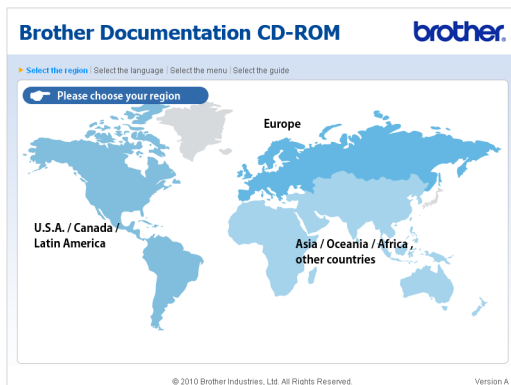 Brother Documentation CD-ROM
brother.
Select the region | Select the language | Select the menu | Select the guide
Please choose your region
Europe
U.S.A. / Canada /
Latin America
Asia / Oceania / Africa ,
other countries
© 2010 Brother Industries, Ltd. All Rights Reserved.
Version A